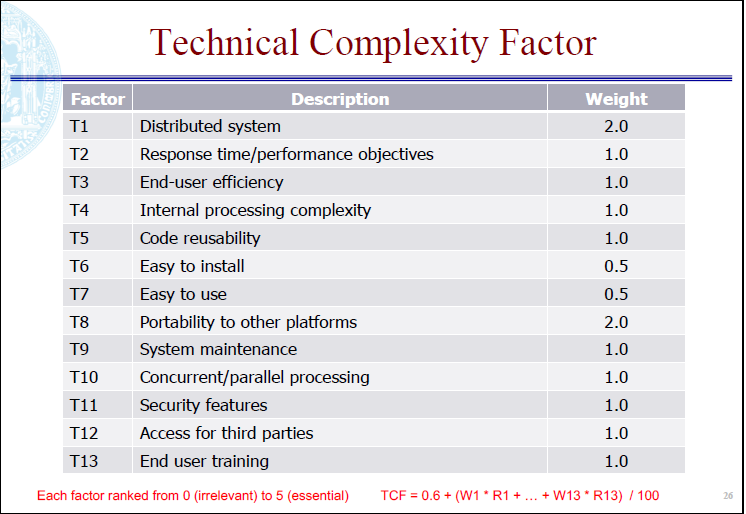 Technical Complexity Factor
Factor Description Weight
T1 Distributed system 2.0
T2 Response time/performance objectives 1.0
T3 End-user efficiency 1.0
T4 Internal processing complexity 1.0
T5 Code reusability 1.0
T6 Easy to install 0.5
T7 Easy to use 0.5
T8 Portability to other platforms 2.0
T9 System maintenance 1.0
T10 Concurrent/parallel processing 1.0
T11 Security features 1.0
T12 Access for third parties 1.0
T13 End user training 1.0
Each factor ranked from 0 (irrelevant) to 5 (essential) TCF = 0.6 + (W1 * R1 + … + W13 * R13) / 100
26